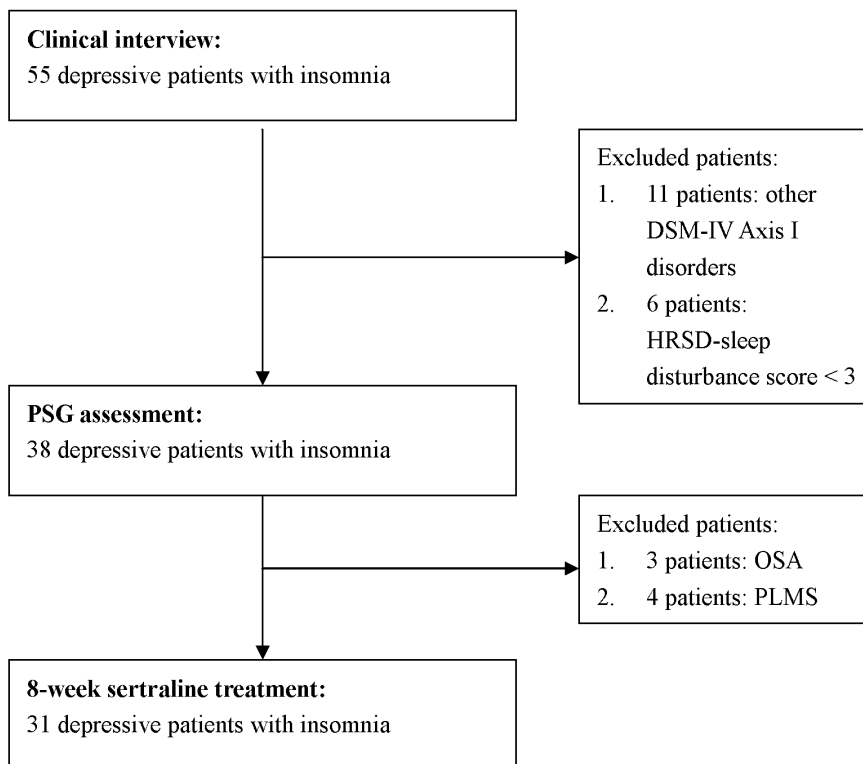 Clinical interview:
55 depressive patients with insomnia
Excluded patients:
1. 11 patients: other
DSM-IV Axis I
disorders
2. 6 patients:
HRSD-sleep
disturbance score < 3
PSG assessment:
38 depressive patients with insomnia
Excluded patients:
1. 3 patients: OSA
2. 4 patients: PLMS
8-week sertraline treatment:
31 depressive patients with insomnia